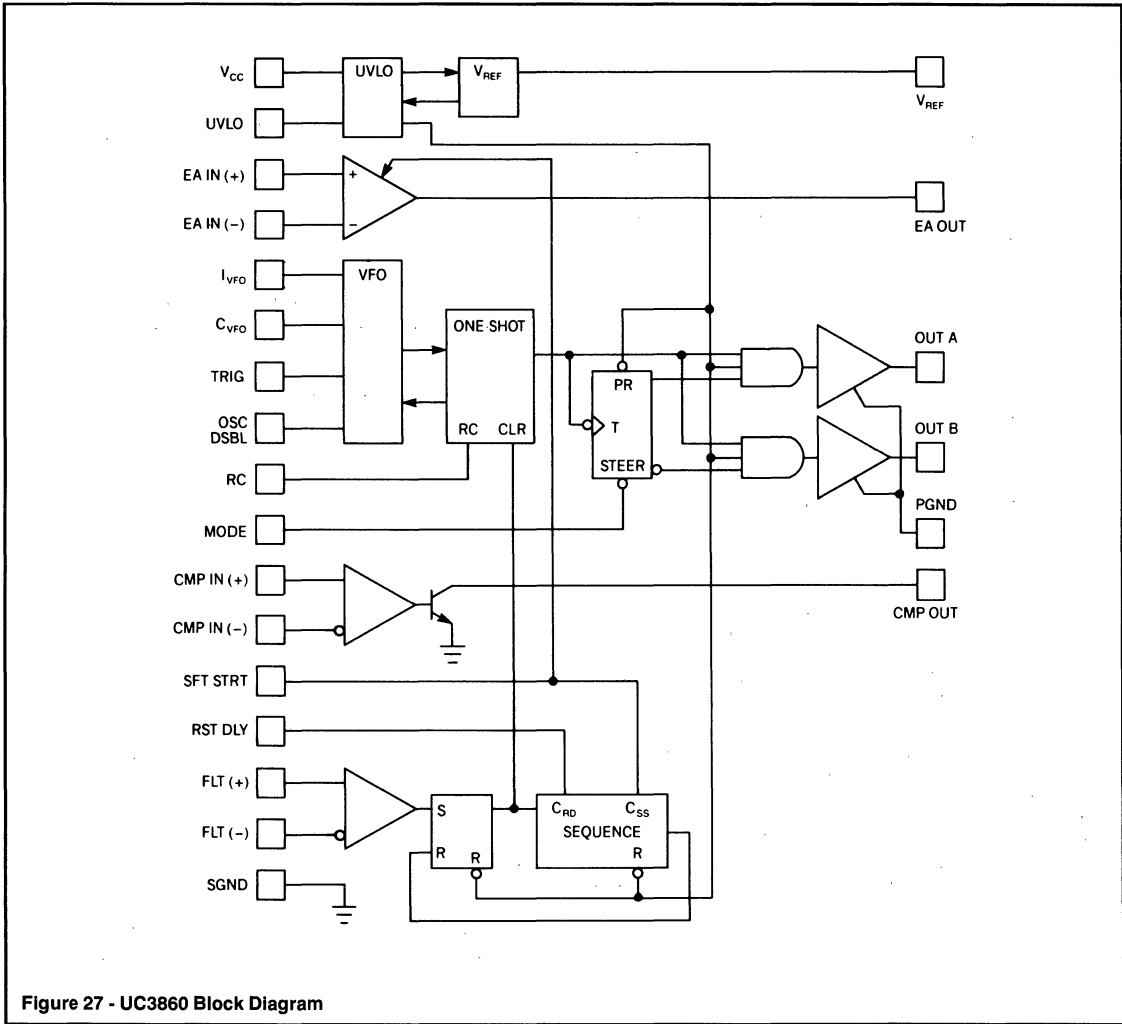 V_CC
UVLO
V_REF
V_REF
UVLO
EA IN (+)
+
EA IN (−)
−
EA OUT
I_VFO
VFO
C_VFO
ONE-SHOT
TRIG
OUT A
PR
OSC
DSBL
T
RC
CLR
OUT B
STEER
RC
PGND
MODE
CMP IN (+)
CMP OUT
CMP IN (−)
SFT STRT
RST DLY
FLT (+)
S
C_RD
C_SS
SEQUENCE
FLT (−)
R
R
R
SGND
Figure 27 - UC3860 Block Diagram